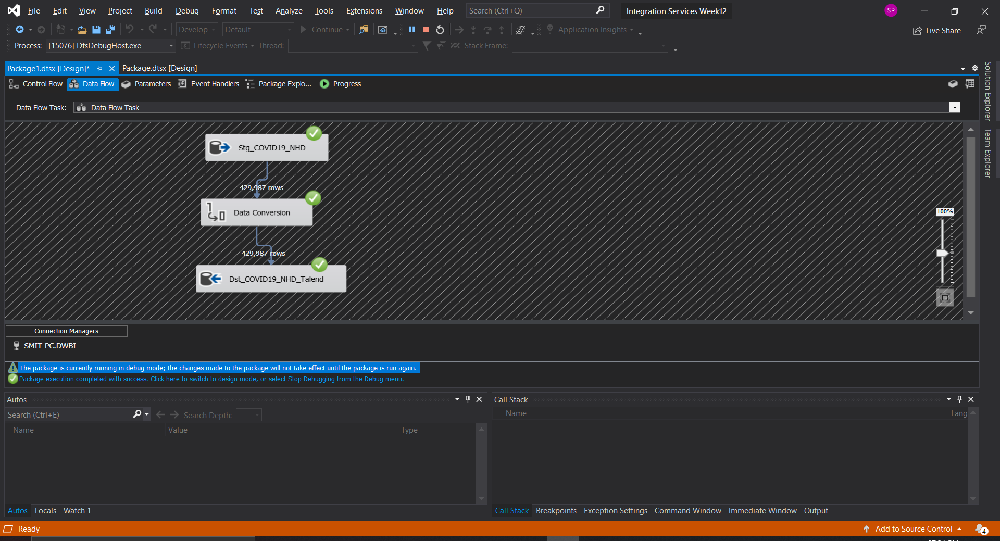 File Edit View Project Build Debug Format Test Analyze Tools Extensions Window Help Search (Ctrl+Q) Integration Services Week12 SP
Develop Default Continue Application Insights Live Share
Process: [15076] DtsDebugHost.exe Lifecycle Events Thread: Stack Frame:
Package1.dtsx [Design]* Package.dtsx [Design]
Control Flow Data Flow Parameters Event Handlers Package Explo... Progress
Data Flow Task: Data Flow Task
Solution Explorer
Team Explorer
Stg_COVID19_NHD
429,987 rows
Data Conversion
100%
429,987 rows
Dst_COVID19_NHD_Talend
Connection Managers
SMIT-PC.DWBI
The package is currently running in debug mode; the changes made to the package will not take effect until the package is run again.
Package execution completed with success. Click here to switch to design mode, or select Stop Debugging from the Debug menu.
Autos
Search (Ctrl+E) Search Depth:
Name Value Type
Autos Locals Watch 1
Call Stack
Name Lang
Call Stack Breakpoints Exception Settings Command Window Immediate Window Output
Ready Add to Source Control 4